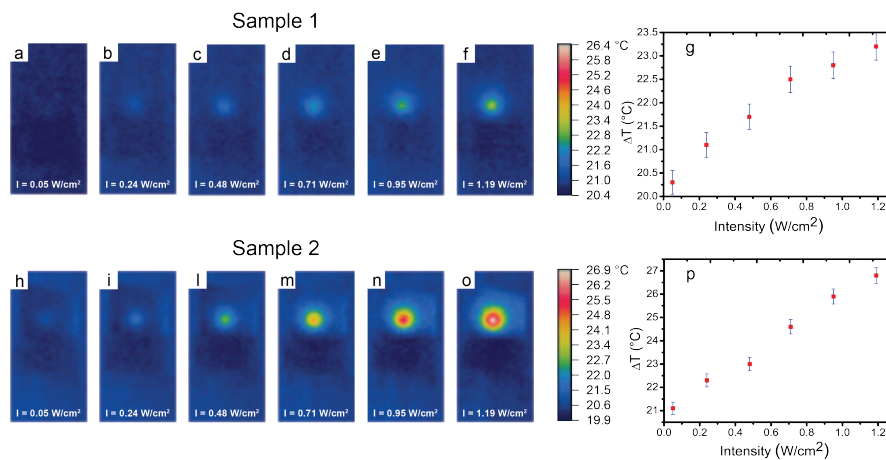 Sample 1
a
b
c
d
e
f
I = 0.05 W/cm²
I = 0.24 W/cm²
I = 0.48 W/cm²
I = 0.71 W/cm²
I = 0.95 W/cm²
I = 1.19 W/cm²
26.4 °C
25.8
25.2
24.6
24.0
23.4
22.8
22.2
21.6
21.0
20.4
g
23.5
23.0
22.5
22.0
21.5
21.0
20.5
20.0
ΔT (°C)
0.0 0.2 0.4 0.6 0.8 1.0 1.2
Intensity (W/cm²)
Sample 2
h
i
l
m
n
o
I = 0.05 W/cm²
I = 0.24 W/cm²
I = 0.48 W/cm²
I = 0.71 W/cm²
I = 0.95 W/cm²
I = 1.19 W/cm²
26.9 °C
26.2
25.5
24.8
24.1
23.4
22.7
22.0
21.3
20.6
19.9
p
27
26
25
24
23
22
21
ΔT (°C)
0.0 0.2 0.4 0.6 0.8 1.0 1.2
Intensity (W/cm²)